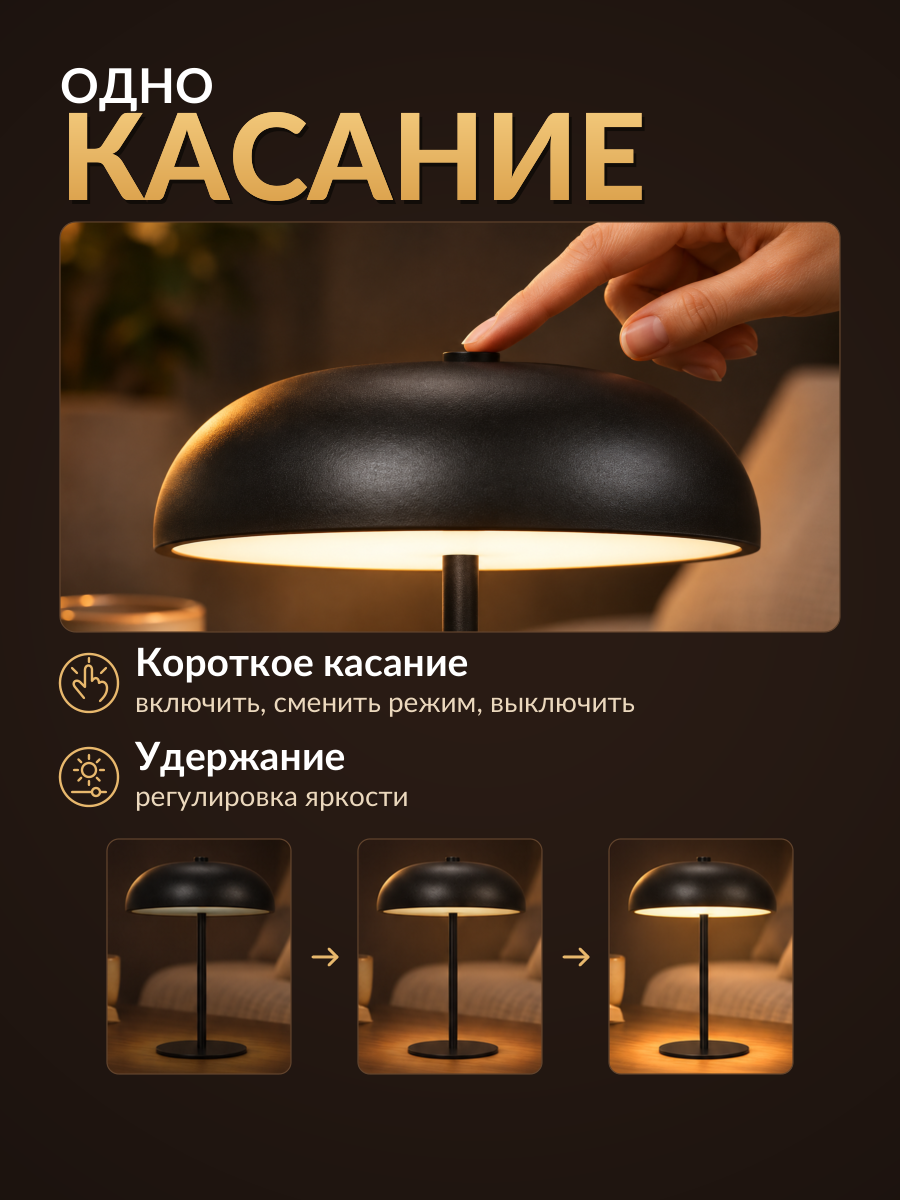 ОДНО
КАСАНИЕ
Короткое касание
включить, сменить режим, выключить
Удержание
регулировка яркости